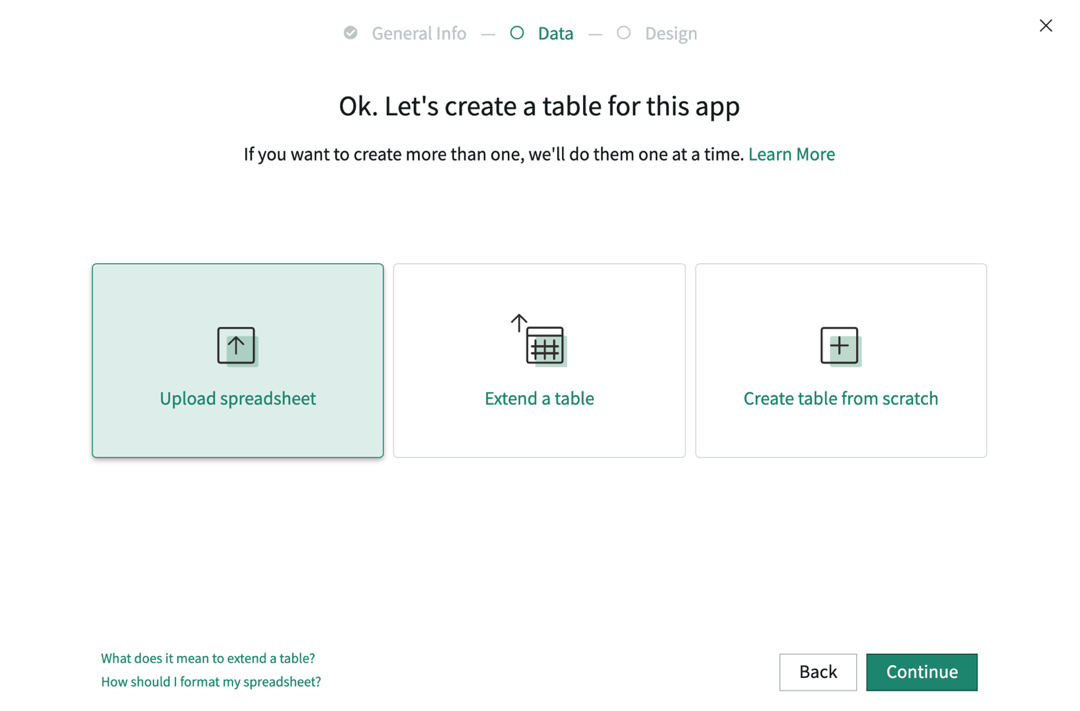 General Info — Data — Design
Ok. Let's create a table for this app
If you want to create more than one, we'll do them one at a time. Learn More
Upload spreadsheet
Extend a table
Create table from scratch
What does it mean to extend a table?
How should I format my spreadsheet?
Back
Continue